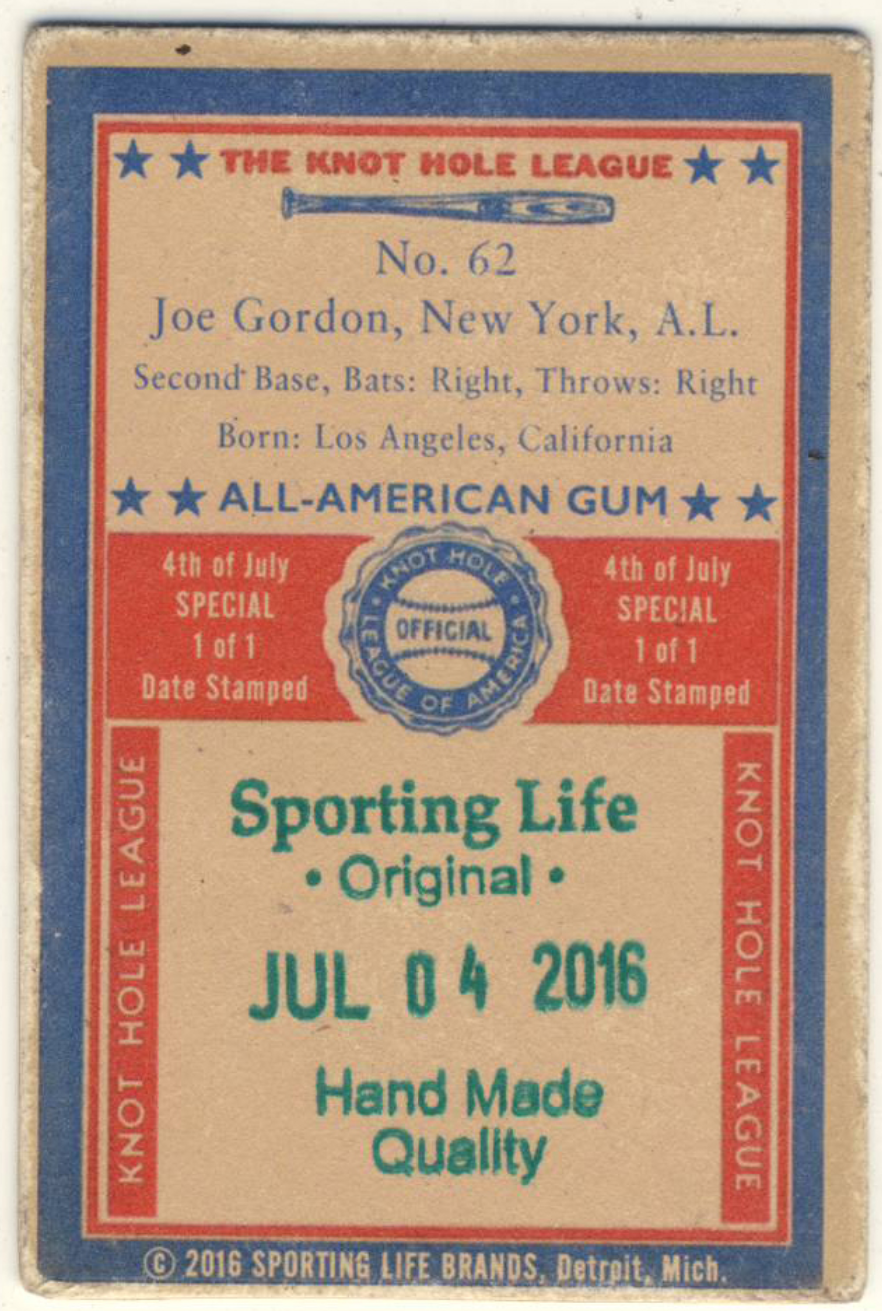 THE KNOT HOLE LEAGUE
No. 62
Joe Gordon, New York, A.L.
Second Base, Bats: Right, Throws: Right
Born: Los Angeles, California
ALL-AMERICAN GUM
4th of July
SPECIAL
1 of 1
Date Stamped
KNOT HOLE
LEAGUE OF AMERICA
OFFICIAL
4th of July
SPECIAL
1 of 1
Date Stamped
KNOT HOLE LEAGUE
Sporting Life
• Original •
JUL 04 2016
Hand Made
Quality
KNOT HOLE LEAGUE
© 2016 SPORTING LIFE BRANDS, Detroit, Mich.